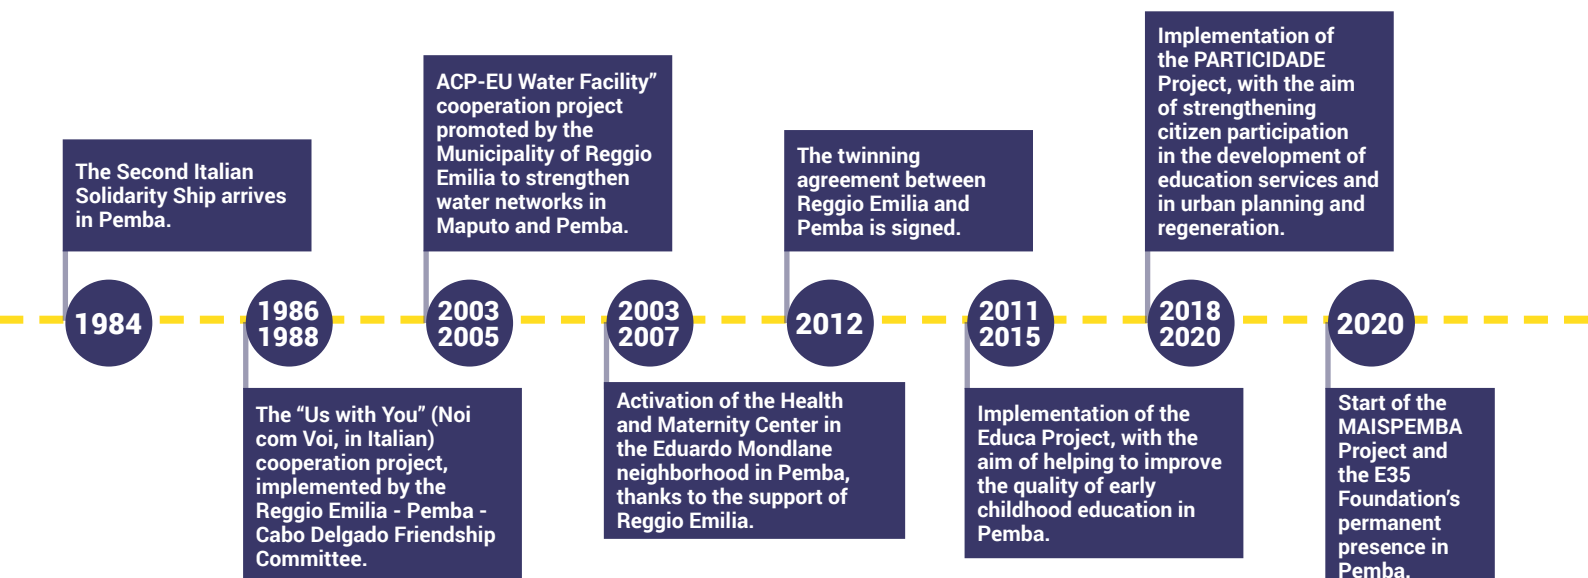 The Second Italian
Solidarity Ship arrives
in Pemba.
1984
1986
1988
The “Us with You” (Noi
com Voi, in Italian)
cooperation project,
implemented by the
Reggio Emilia - Pemba -
Cabo Delgado Friendship
Committee.
ACP-EU Water Facility”
cooperation project
promoted by the
Municipality of Reggio
Emilia to strengthen
water networks in
Maputo and Pemba.
2003
2005
2003
2007
Activation of the Health
and Maternity Center in
the Eduardo Mondlane
neighborhood in Pemba,
thanks to the support of
Reggio Emilia.
The twinning
agreement between
Reggio Emilia and
Pemba is signed.
2012
2011
2015
Implementation of the
Educa Project, with the
aim of helping to improve
the quality of early
childhood education in
Pemba.
Implementation of
the PARTICIDADE
Project, with the aim
of strengthening
citizen participation
in the development of
education services and
in urban planning and
regeneration.
2018
2020
2020
Start of the
MAISPEMBA
Project and
the E35
Foundation’s
permanent
presence in
Pemba.